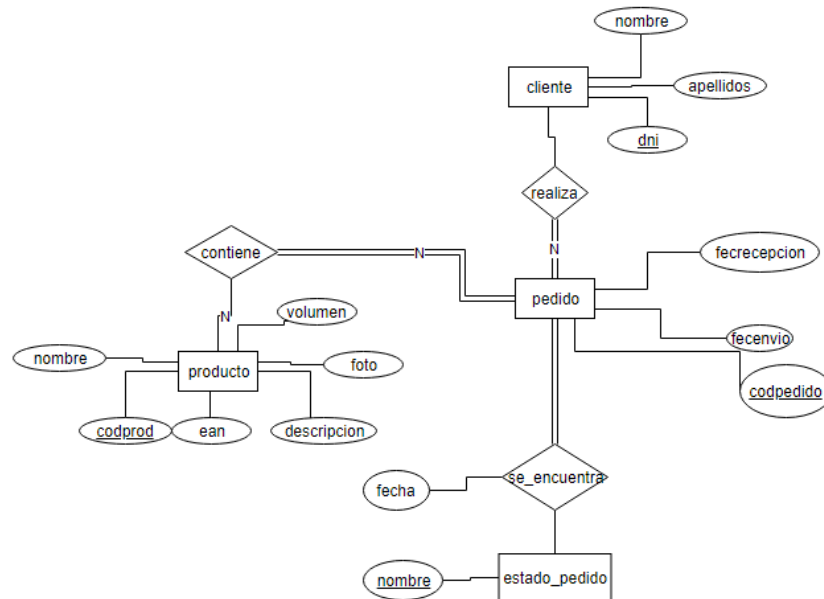 nombre
cliente
apellidos
dni
realiza
contiene
N
N
fecrecepcion
pedido
volumen
N
nombre
foto
fecenvio
producto
codpedido
codprod
ean
descripcion
se_encuentra
fecha
nombre
estado_pedido